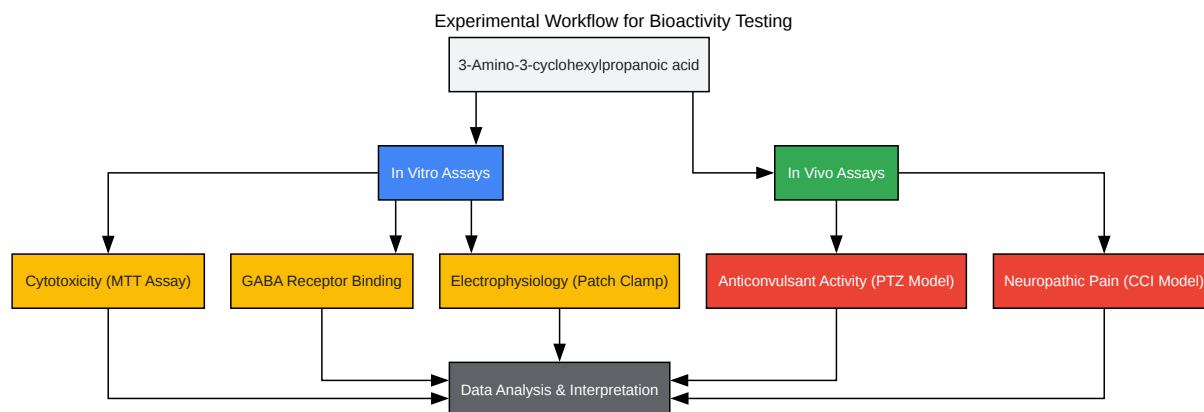 Experimental Workflow for Bioactivity Testing
3-Amino-3-cyclohexylpropanoic acid
In Vitro Assays
In Vivo Assays
Cytotoxicity (MTT Assay)
GABA Receptor Binding
Electrophysiology (Patch Clamp)
Anticonvulsant Activity (PTZ Model)
Neuropathic Pain (CCI Model)
Data Analysis & Interpretation